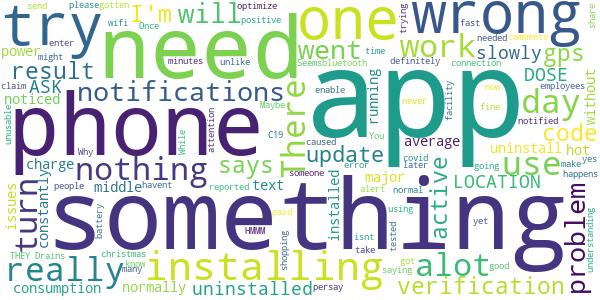 send pleasegotten wifi optimize positive share
try need one wrong
I'm will trying fast needed comments
Once might enter
notifications There went work slowly gps
power result ASK noticed
says running DOSE day without
Seemsbluetooth time connection
claim minutes unlike definitely enable never now fine employees
phone app code
unusable Why While attention C19 Maybe You facility notified
nothing update average uninstall hot
charge caused error later covid going yes make happens
turn constantly middle text installed major active LOCATION use problem
issues people havent someone reported alert normal using yet
something
really alot installing verification
THEY Drains battery HWMM shopping isnt take tested
consumption normally uninstalled
christmas know many paid persay got saying good understanding